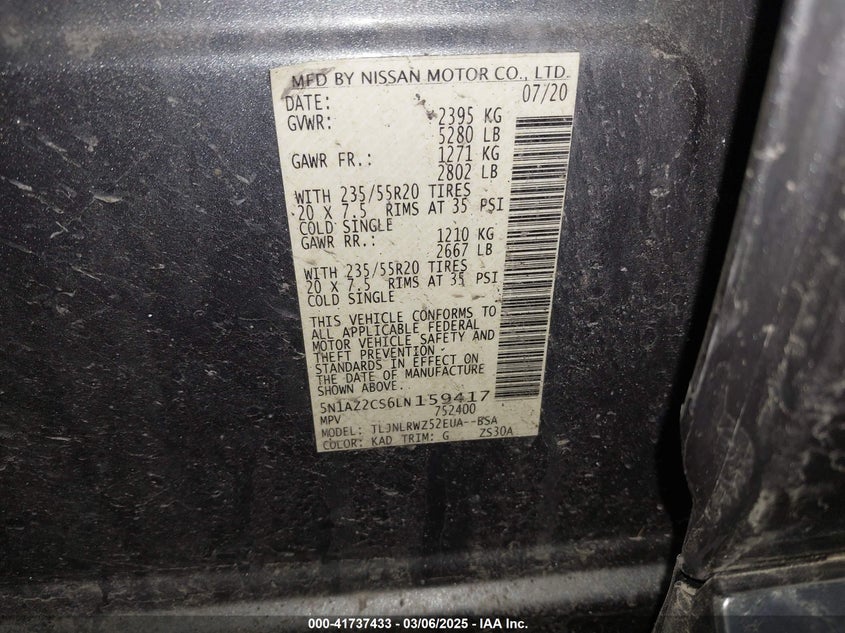 MFD BY NISSAN MOTOR CO., LTD.
DATE: 07/20
GVWR: 2395 KG
5280 LB
GAWR FR.: 1271 KG
2802 LB
WITH 235/55R20 TIRES
20 X 7.5 RIMS AT 35 PSI
COLD SINGLE
GAWR RR.: 1210 KG
2667 LB
WITH 235/55R20 TIRES
20 X 7.5 RIMS AT 35 PSI
COLD SINGLE
THIS VEHICLE CONFORMS TO
ALL APPLICABLE FEDERAL
MOTOR VEHICLE SAFETY AND
THEFT PREVENTION
STANDARDS IN EFFECT ON
THE DATE OF MANUFACTURE
SHOWN ABOVE.
5N1AZ2CS6LN159417
MPV 7S2400
MODEL: TLJNLRWZ52EUA--BSA
COLOR: KAD TRIM: G ZS30A
000-41737433 - 03/06/2025 - IAA Inc.